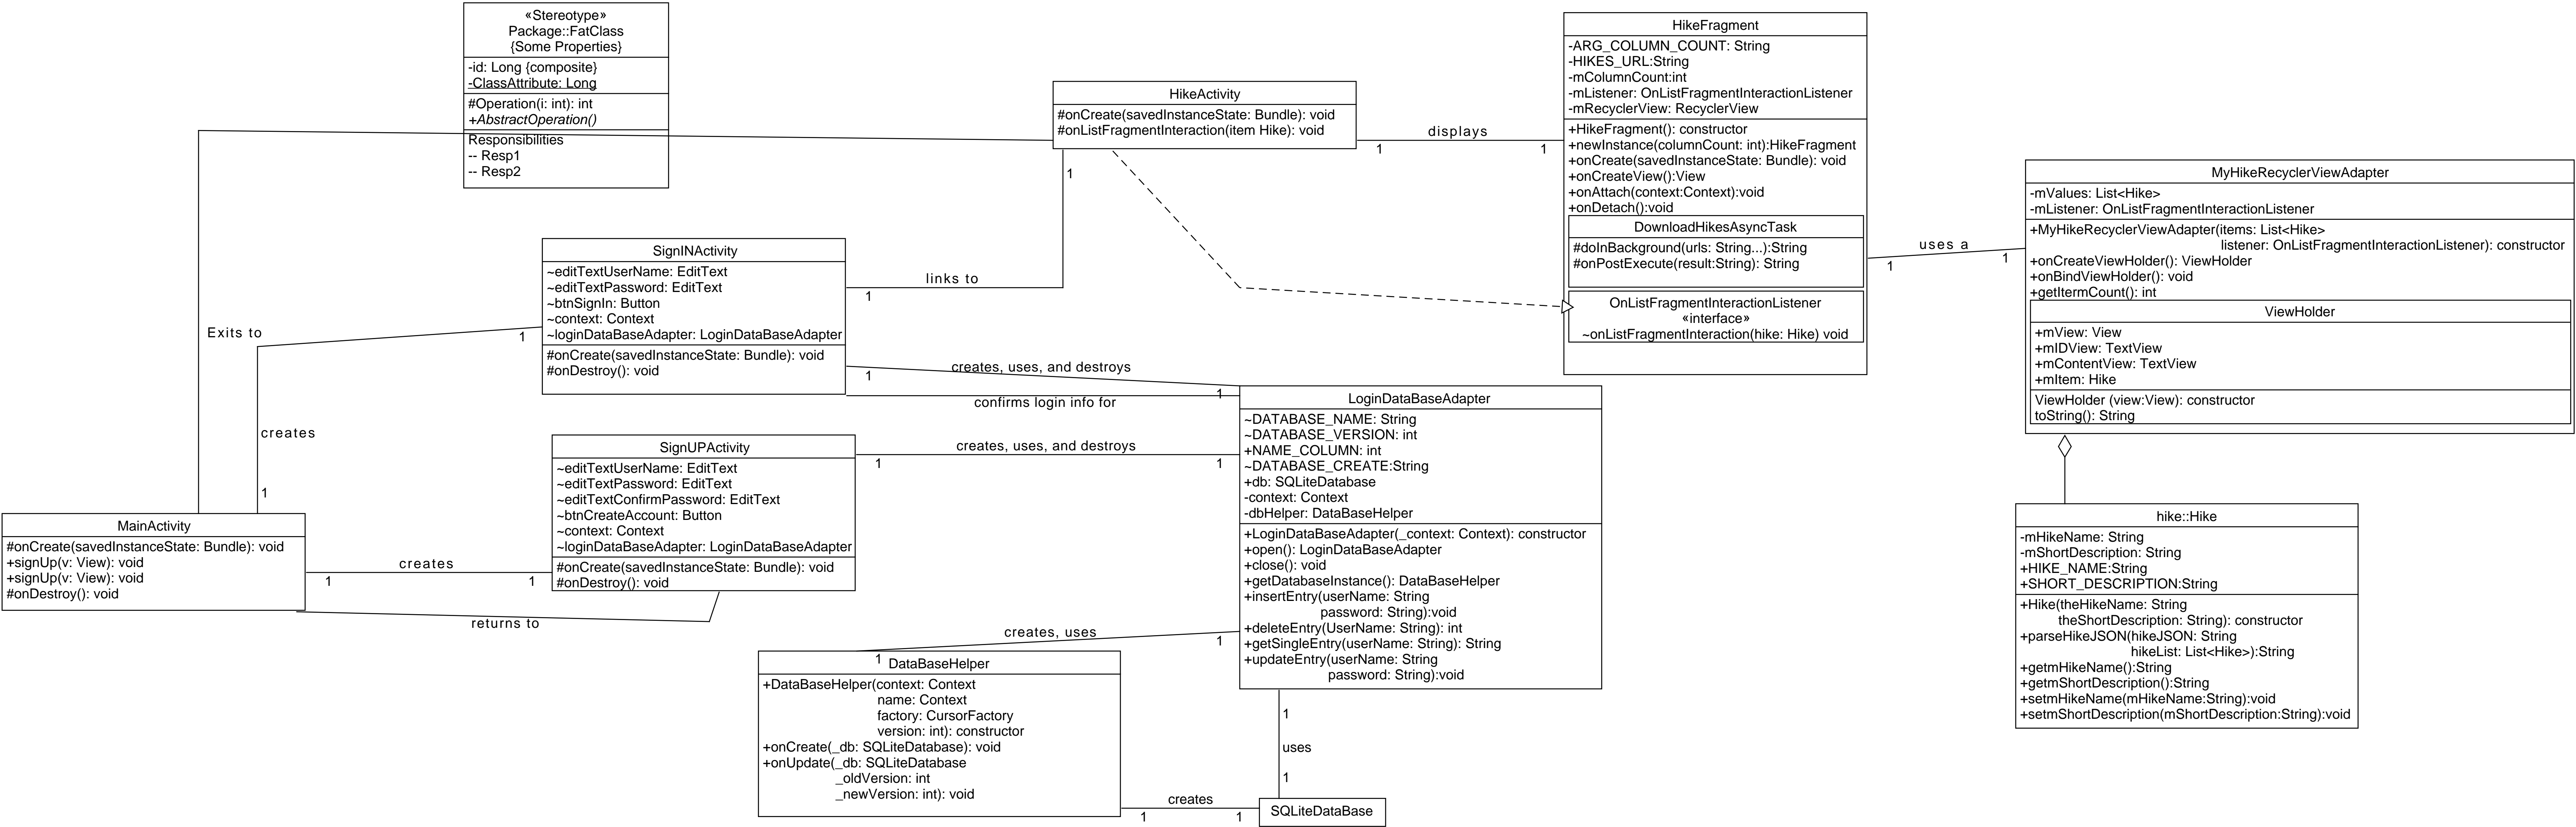 «Stereotype»
Package::FatClass
{Some Properties}
-id: Long {composite}
-ClassAttribute: Long
#Operation(i: int): int
+AbstractOperation()
Responsibilities
-- Resp1
-- Resp2
HikeActivity
#onCreate(savedInstanceState: Bundle): void
#onListFragmentInteraction(item Hike): void
displays
1
1
1
HikeFragment
-ARG_COLUMN_COUNT: String
-HIKES_URL:String
-mColumnCount:int
-mListener: OnListFragmentInteractionListener
-mRecyclerView: RecyclerView
+HikeFragment(): constructor
+newInstance(columnCount: int):HikeFragment
+onCreate(savedInstanceState: Bundle): void
+onCreateView():View
+onAttach(context:Context):void
+onDetach():void
DownloadHikesAsyncTask
#doInBackground(urls: String...):String
#onPostExecute(result:String): String
OnListFragmentInteractionListener
«interface»
~onListFragmentInteraction(hike: Hike) void
uses a
1
1
MyHikeRecyclerViewAdapter
-mValues: List<Hike>
-mListener: OnListFragmentInteractionListener
+MyHikeRecyclerViewAdapter(items: List<Hike>
listener: OnListFragmentInteractionListener): constructor
+onCreateViewHolder(): ViewHolder
+onBindViewHolder(): void
+getItermCount(): int
ViewHolder
+mView: View
+mIDView: TextView
+mContentView: TextView
+mItem: Hike
ViewHolder (view:View): constructor
toString(): String
SignINActivity
~editTextUserName: EditText
~editTextPassword: EditText
~btnSignIn: Button
~context: Context
~loginDataBaseAdapter: LoginDataBaseAdapter
#onCreate(savedInstanceState: Bundle): void
#onDestroy(): void
links to
1
Exits to
1
creates
1
creates, uses, and destroys
1
1
confirms login info for
SignUPActivity
~editTextUserName: EditText
~editTextPassword: EditText
~editTextConfirmPassword: EditText
~btnCreateAccount: Button
~context: Context
~loginDataBaseAdapter: LoginDataBaseAdapter
#onCreate(savedInstanceState: Bundle): void
#onDestroy(): void
creates, uses, and destroys
1
1
LoginDataBaseAdapter
~DATABASE_NAME: String
~DATABASE_VERSION: int
+NAME_COLUMN: int
~DATABASE_CREATE:String
+db: SQLiteDatabase
-context: Context
-dbHelper: DataBaseHelper
+LoginDataBaseAdapter(_context: Context): constructor
+open(): LoginDataBaseAdapter
+close(): void
+getDatabaseInstance(): DataBaseHelper
+insertEntry(userName: String
password: String):void
+deleteEntry(UserName: String): int
+getSingleEntry(userName: String): String
+updateEntry(userName: String
password: String):void
MainActivity
#onCreate(savedInstanceState: Bundle): void
+signUp(v: View): void
+signUp(v: View): void
#onDestroy(): void
creates
1
1
returns to
hike::Hike
-mHikeName: String
-mShortDescription: String
+HIKE_NAME:String
+SHORT_DESCRIPTION:String
+Hike(theHikeName: String
theShortDescription: String): constructor
+parseHikeJSON(hikeJSON: String
hikeList: List<Hike>):String
+getmHikeName():String
+getmShortDescription():String
+setmHikeName(mHikeName:String):void
+setmShortDescription(mShortDescription:String):void
creates, uses
1
1
DataBaseHelper
+DataBaseHelper(context: Context
name: Context
factory: CursorFactory
version: int): constructor
+onCreate(_db: SQLiteDatabase): void
+onUpdate(_db: SQLiteDatabase
_oldVersion: int
_newVersion: int): void
1
uses
1
creates
1
1
SQLiteDataBase